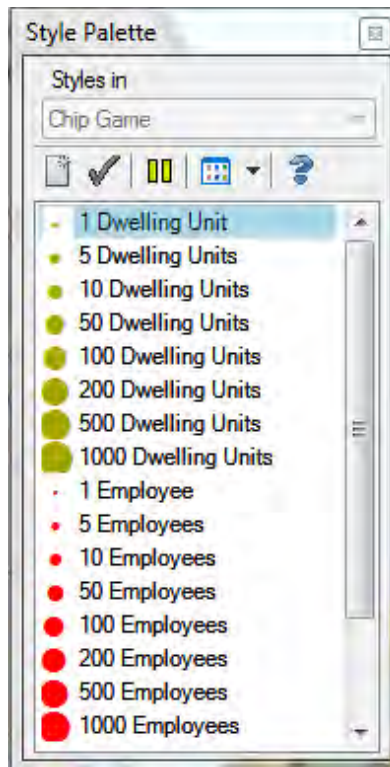 Style Palette
Styles in
Chip Game
1 Dwelling Unit
5 Dwelling Units
10 Dwelling Units
50 Dwelling Units
100 Dwelling Units
200 Dwelling Units
500 Dwelling Units
1000 Dwelling Units
1 Employee
5 Employees
10 Employees
50 Employees
100 Employees
200 Employees
500 Employees
1000 Employees